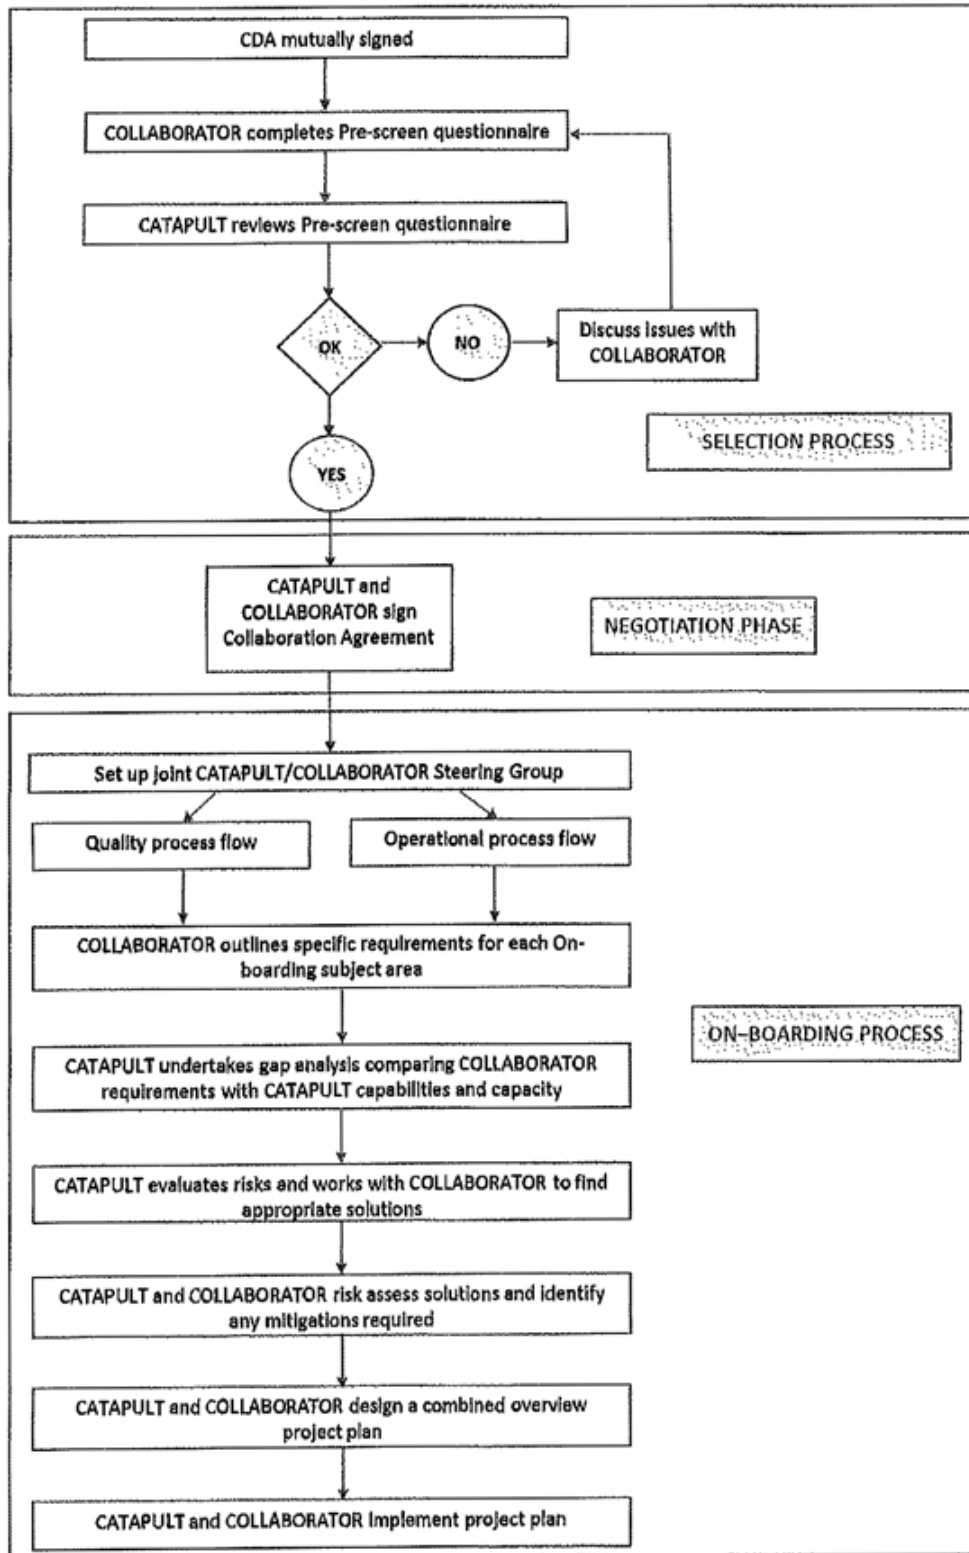 CDA mutually signed
COLLABORATOR completes Pre-screen questionnaire
CATAPULT reviews Pre-screen questionnaire
OK
NO
Discuss issues with
COLLABORATOR
SELECTION PROCESS
YES
CATAPULT and
COLLABORATOR sign
Collaboration Agreement
NEGOTIATION PHASE
Set up joint CATAPULT/COLLABORATOR Steering Group
Quality process flow
Operational process flow
COLLABORATOR outlines specific requirements for each On-
boarding subject area
ON-BOARDING PROCESS
CATAPULT undertakes gap analysis comparing COLLABORATOR
requirements with CATAPULT capabilities and capacity
CATAPULT evaluates risks and works with COLLABORATOR to find
appropriate solutions
CATAPULT and COLLABORATOR risk assess solutions and identify
any mitigations required
CATAPULT and COLLABORATOR design a combined overview
project plan
CATAPULT and COLLABORATOR implement project plan